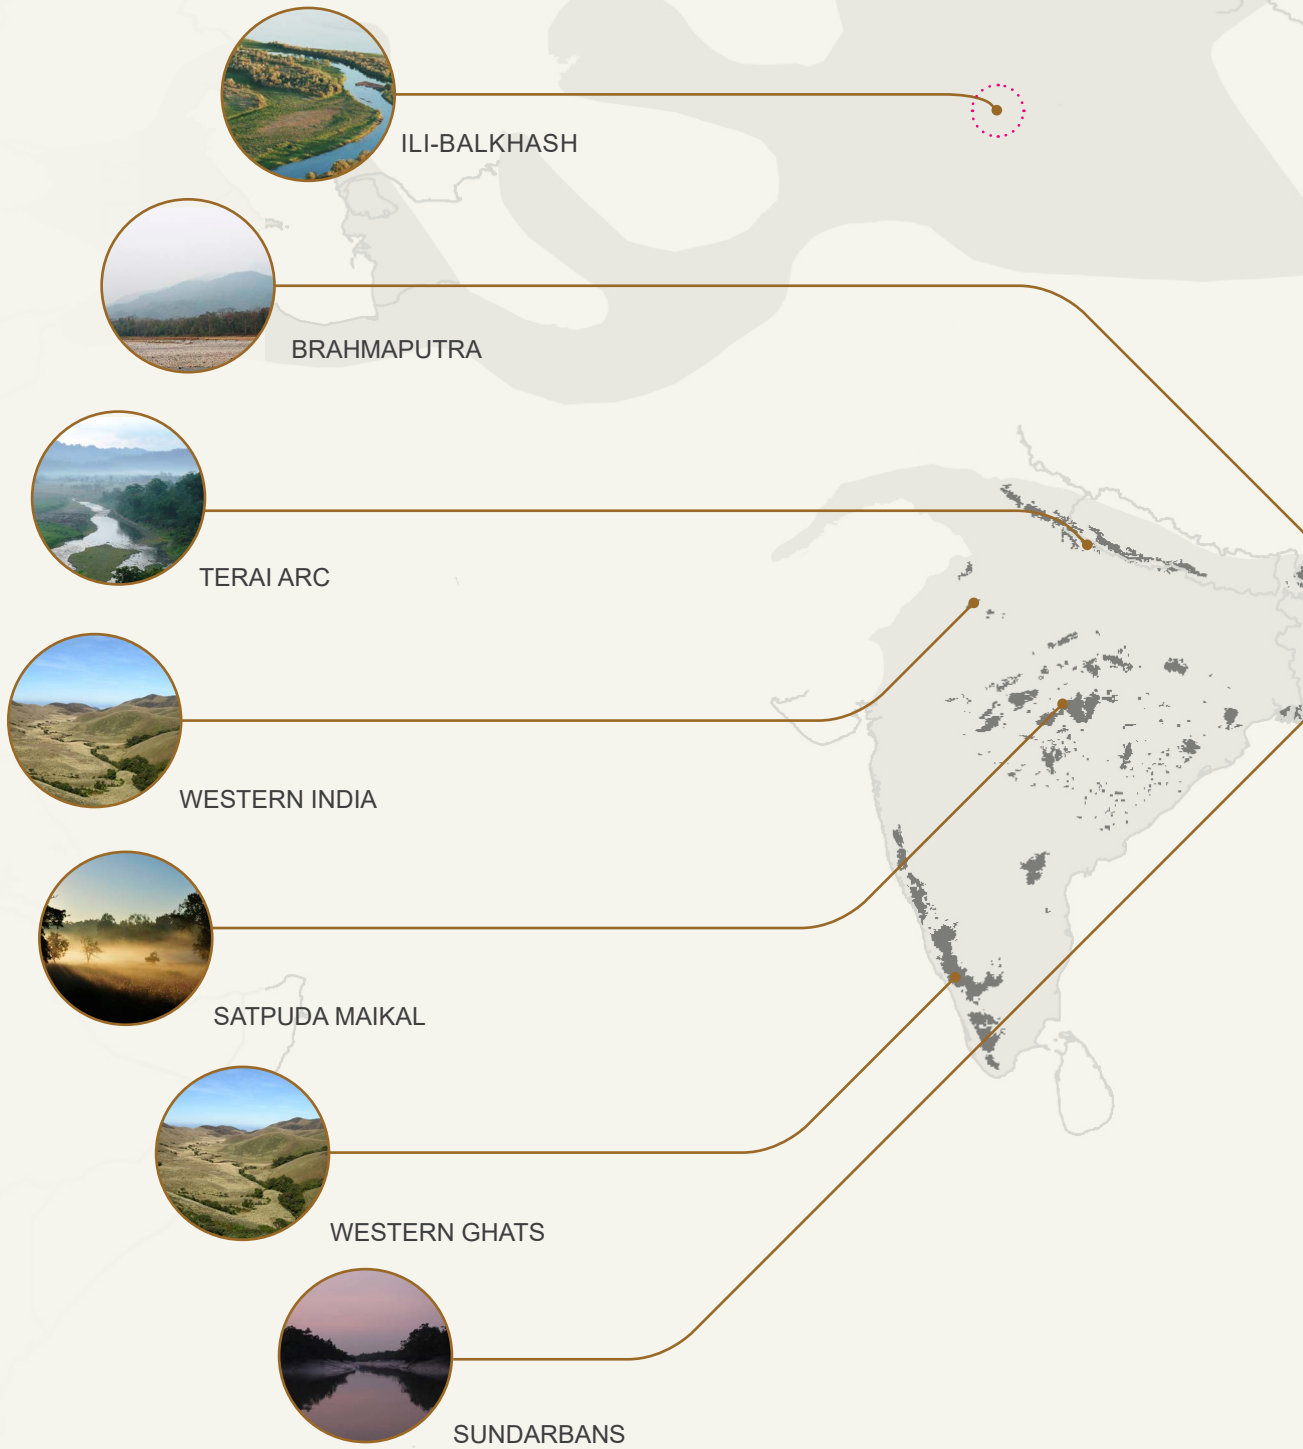 ILI-BALKHASH
BRAHMAPUTRA
TERAI ARC
WESTERN INDIA
SATPUDA MAIKAL
WESTERN GHATS
SUNDARBANS